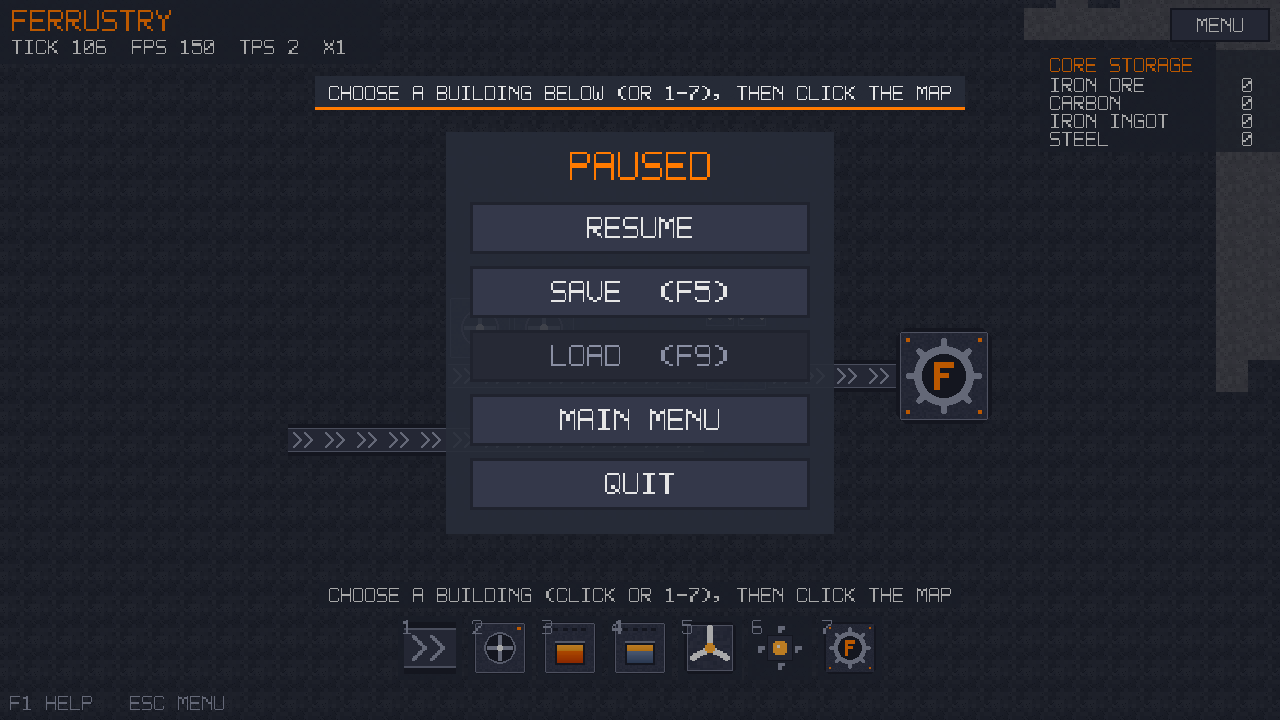 FERRUSTRY
TICK 106 FPS 150 TPS 2 X1
MENU
CORE STORAGE
IRON ORE 0
CARBON 0
IRON INGOT 0
STEEL 0
CHOOSE A BUILDING BELOW (OR 1-7), THEN CLICK THE MAP
PAUSED
RESUME
SAVE (F5)
LOAD (F9)
MAIN MENU
QUIT
F
CHOOSE A BUILDING (CLICK OR 1-7), THEN CLICK THE MAP
1 2 3 4 5 6 7
F
F1 HELP ESC MENU